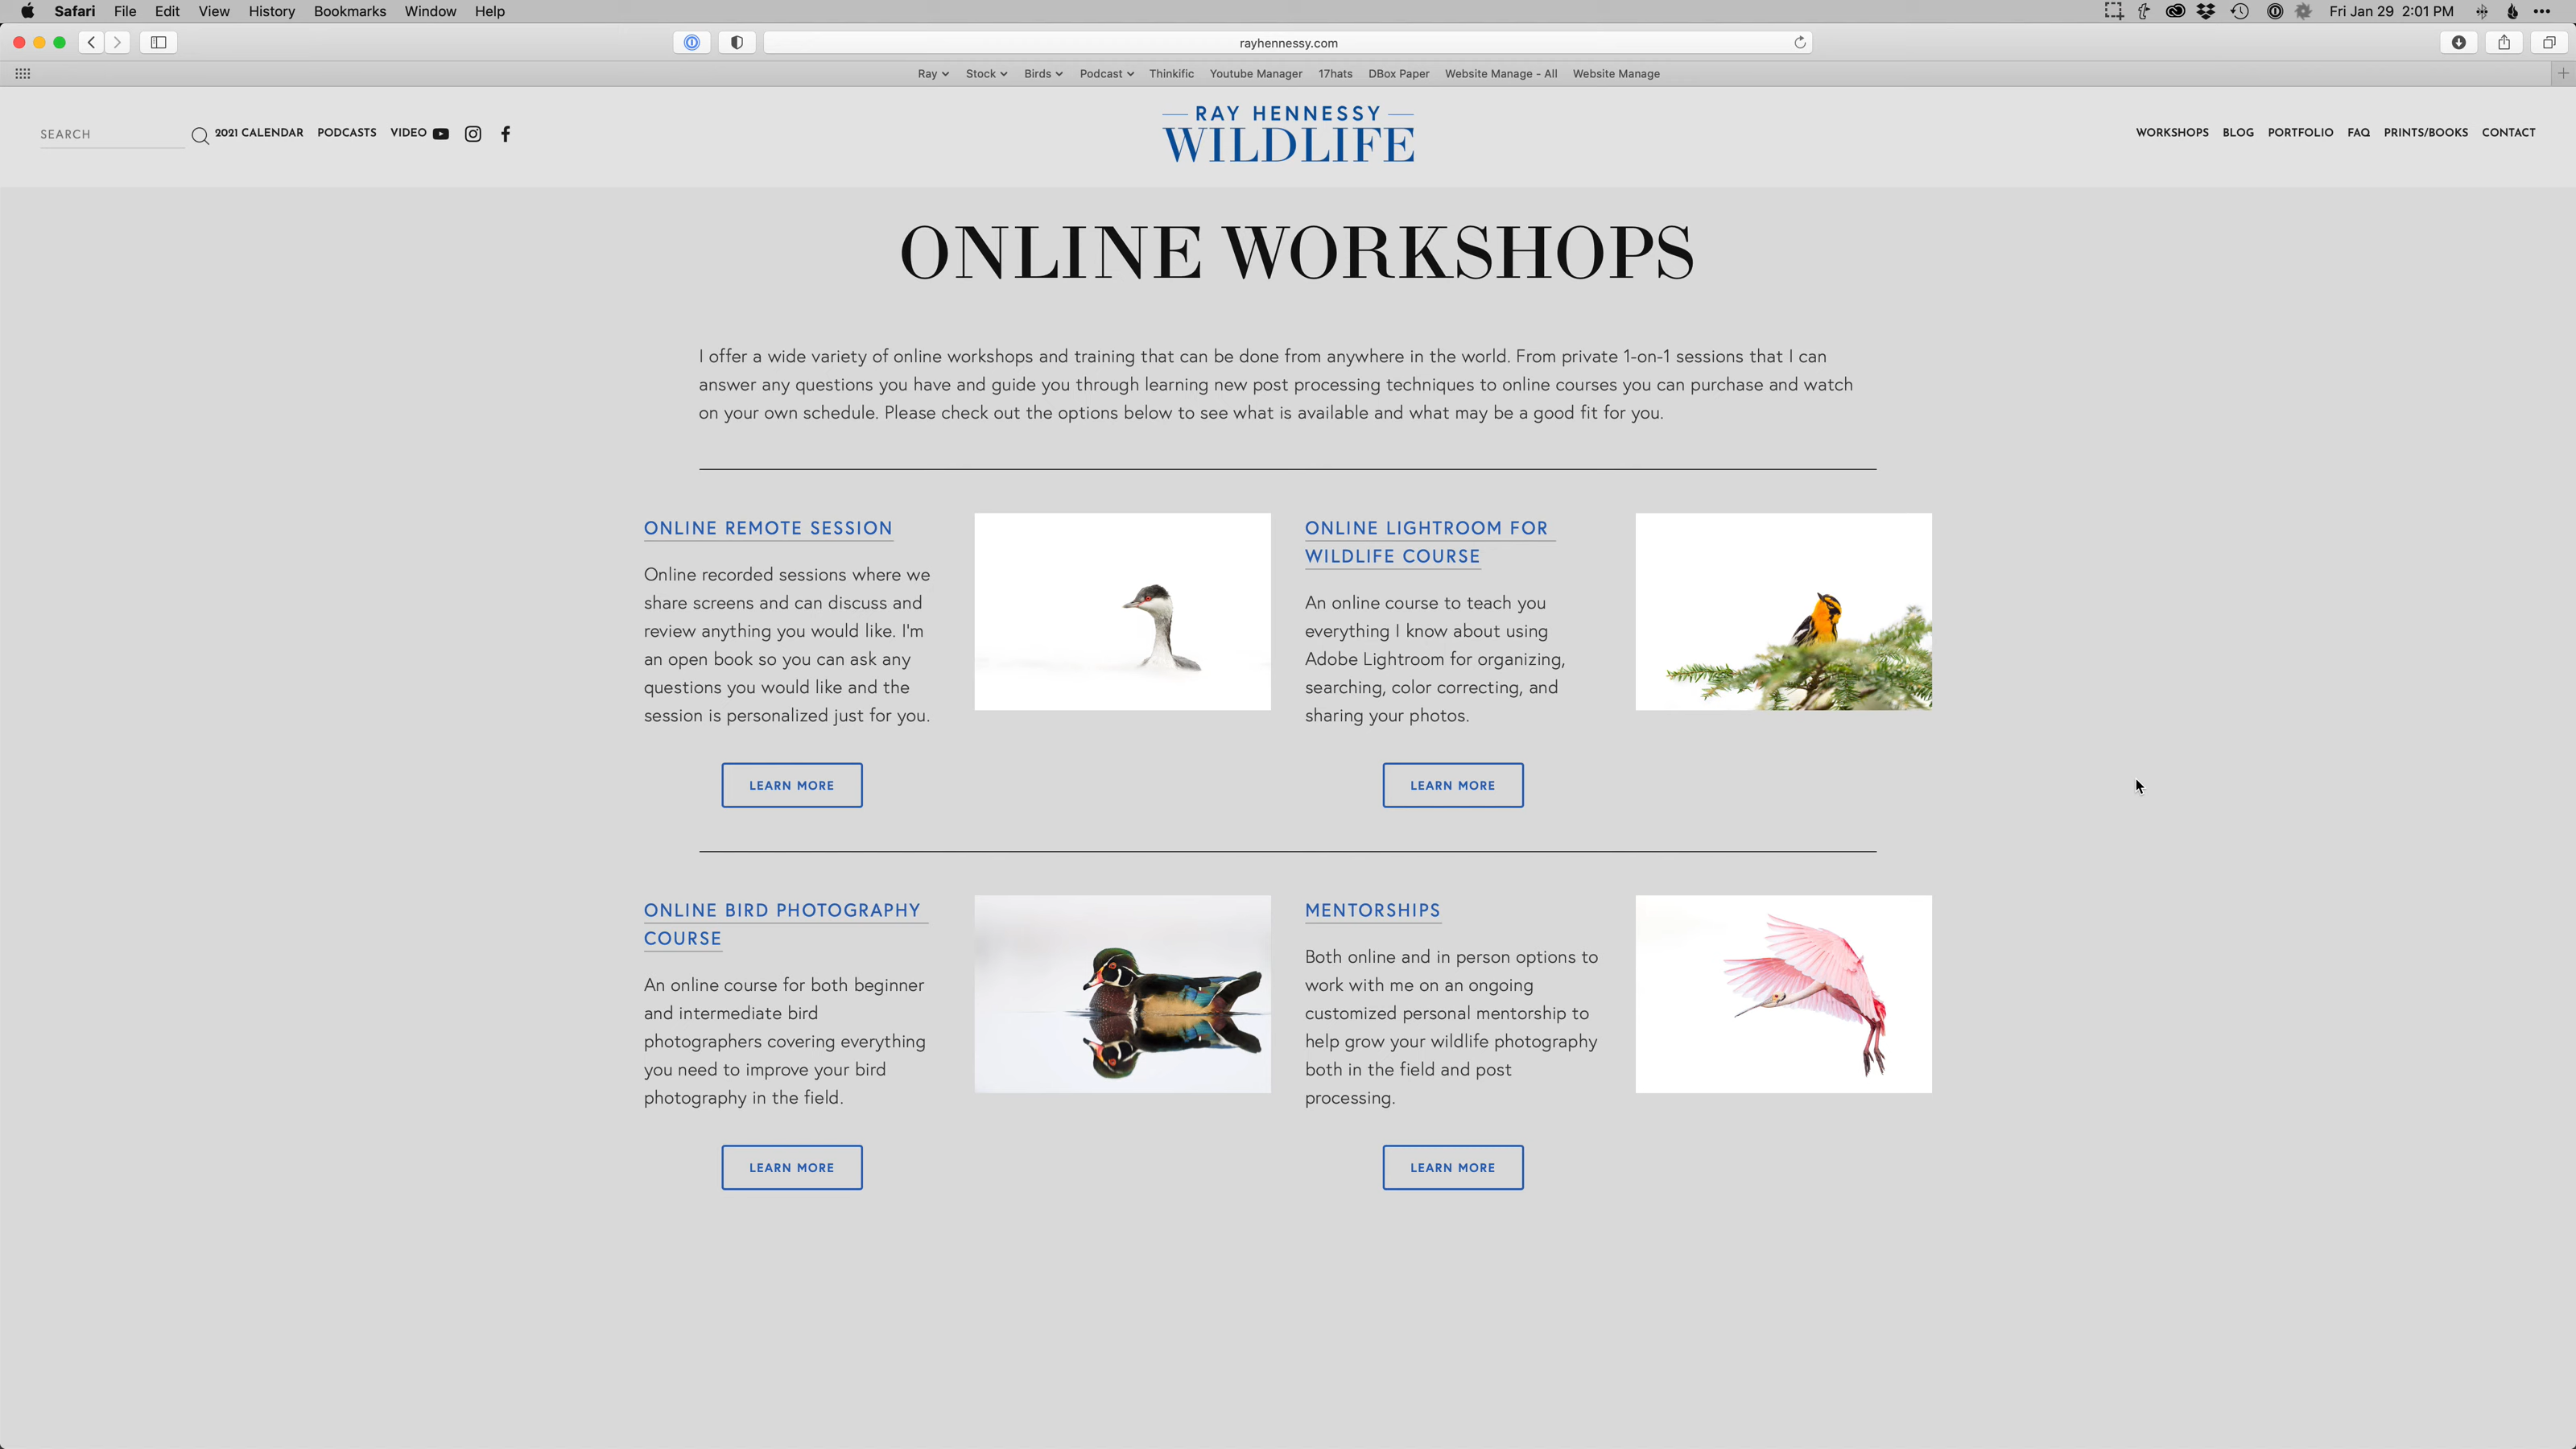 Safari File Edit View History Bookmarks Window Help
Fri Jan 29 2:01 PM
rayhennessy.com
Ray Stock Birds Podcast Thinkific Youtube Manager 17hats DBox Paper Website Manage - All Website Manage
SEARCH
2021 CALENDAR PODCASTS VIDEO
RAY HENNESSY
WILDLIFE
WORKSHOPS BLOG PORTFOLIO FAQ PRINTS/BOOKS CONTACT
ONLINE WORKSHOPS
I offer a wide variety of online workshops and training that can be done from anywhere in the world. From private 1-on-1 sessions that I can
answer any questions you have and guide you through learning new post processing techniques to online courses you can purchase and watch
on your own schedule. Please check out the options below to see what is available and what may be a good fit for you.
ONLINE REMOTE SESSION
Online recorded sessions where we
share screens and can discuss and
review anything you would like. I'm
an open book so you can ask any
questions you would like and the
session is personalized just for you.
LEARN MORE
ONLINE LIGHTROOM FOR
WILDLIFE COURSE
An online course to teach you
everything I know about using
Adobe Lightroom for organizing,
searching, color correcting, and
sharing your photos.
LEARN MORE
ONLINE BIRD PHOTOGRAPHY
COURSE
An online course for both beginner
and intermediate bird
photographers covering everything
you need to improve your bird
photography in the field.
LEARN MORE
MENTORSHIPS
Both online and in person options to
work with me on an ongoing
customized personal mentorship to
help grow your wildlife photography
both in the field and post
processing.
LEARN MORE